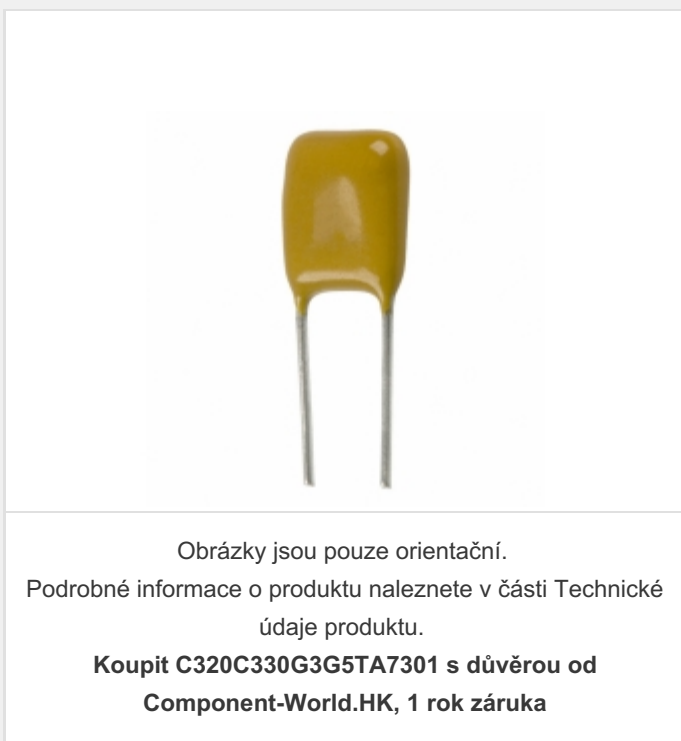 Obrázky jsou pouze orientační.
Podrobné informace o produktu naleznete v části Technické
údaje produktu.
Koupit C320C330G3G5TA7301 s důvěrou od
Component-World.HK, 1 rok záruka